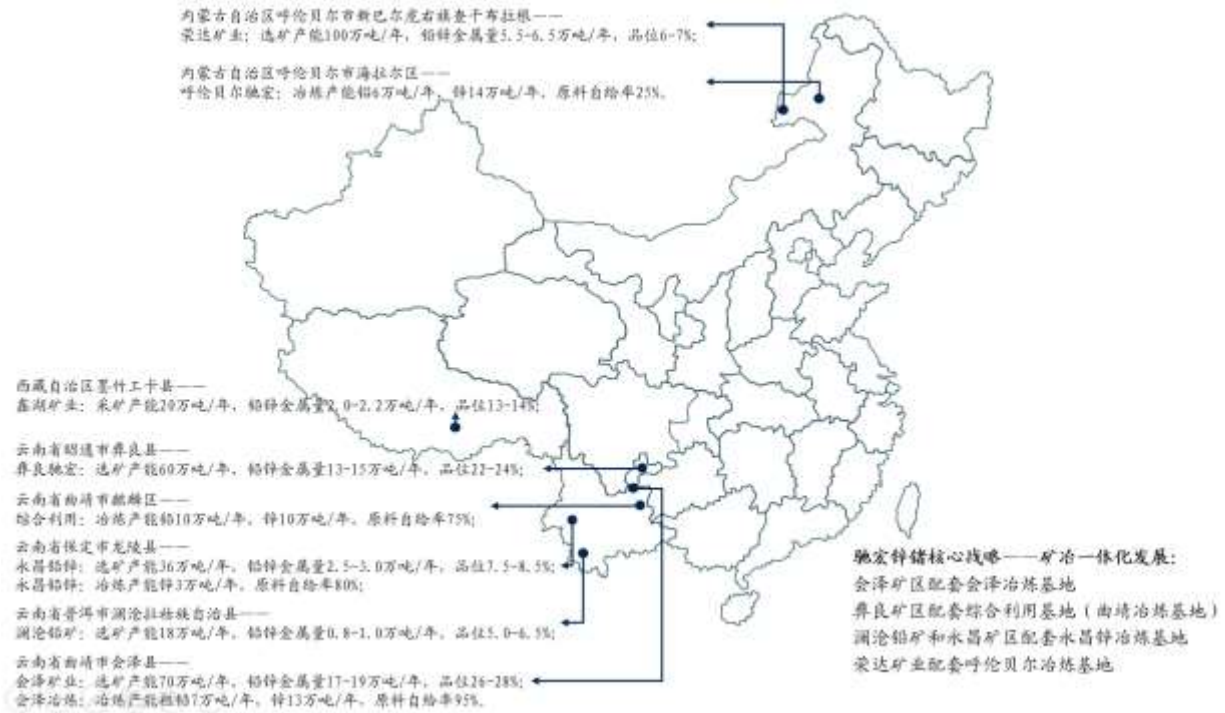 内蒙古自治区呼伦贝尔市新巴尔虎右旗查干布拉根——
荣达矿业：选矿产能100万吨/年，铅锌金属量5.5-6.5万吨/年，品位6-7%;
内蒙古自治区呼伦贝尔市海拉尔区——
呼伦贝尔驰宏：冶炼产能铅6万吨/年，锌14万吨/年，原料自给率25%。
西藏自治区墨竹工卡县——
鑫湖矿业：采矿产能20万吨/年，铅锌金属量2.0-2.2万吨/年，品位13-14%;
云南省昭通市彝良县——
彝良驰宏：选矿产能60万吨/年，铅锌金属量13-15万吨/年，品位22-24%;
云南省曲靖市麒麟区——
综合利用：冶炼产能铅10万吨/年，锌10万吨/年，原料自给率75%;
云南省保定市龙陵县——
永昌铅锌：选矿产能36万吨/年，铅锌金属量2.5-3.0万吨/年，品位7.5-8.5%;
永昌铅锌：冶炼产能锌3万吨/年，原料自给率80%;
云南省普洱市澜沧拉祜族自治县——
澜沧铅矿：选矿产能18万吨/年，铅锌金属量0.8-1.0万吨/年，品位5.0-6.5%;
云南省曲靖市会泽县——
会泽矿业：选矿产能70万吨/年，铅锌金属量17-19万吨/年，品位26-28%;
会泽冶炼：冶炼产能粗铅7万吨/年，锌13万吨/年，原料自给率95%。
驰宏锌锗核心战略——矿冶一体化发展：
会泽矿区配套会泽冶炼基地
彝良矿区配套综合利用基地（曲靖冶炼基地）
澜沧铅矿和永昌矿区配套永昌锌冶炼基地
荣达矿业配套呼伦贝尔冶炼基地